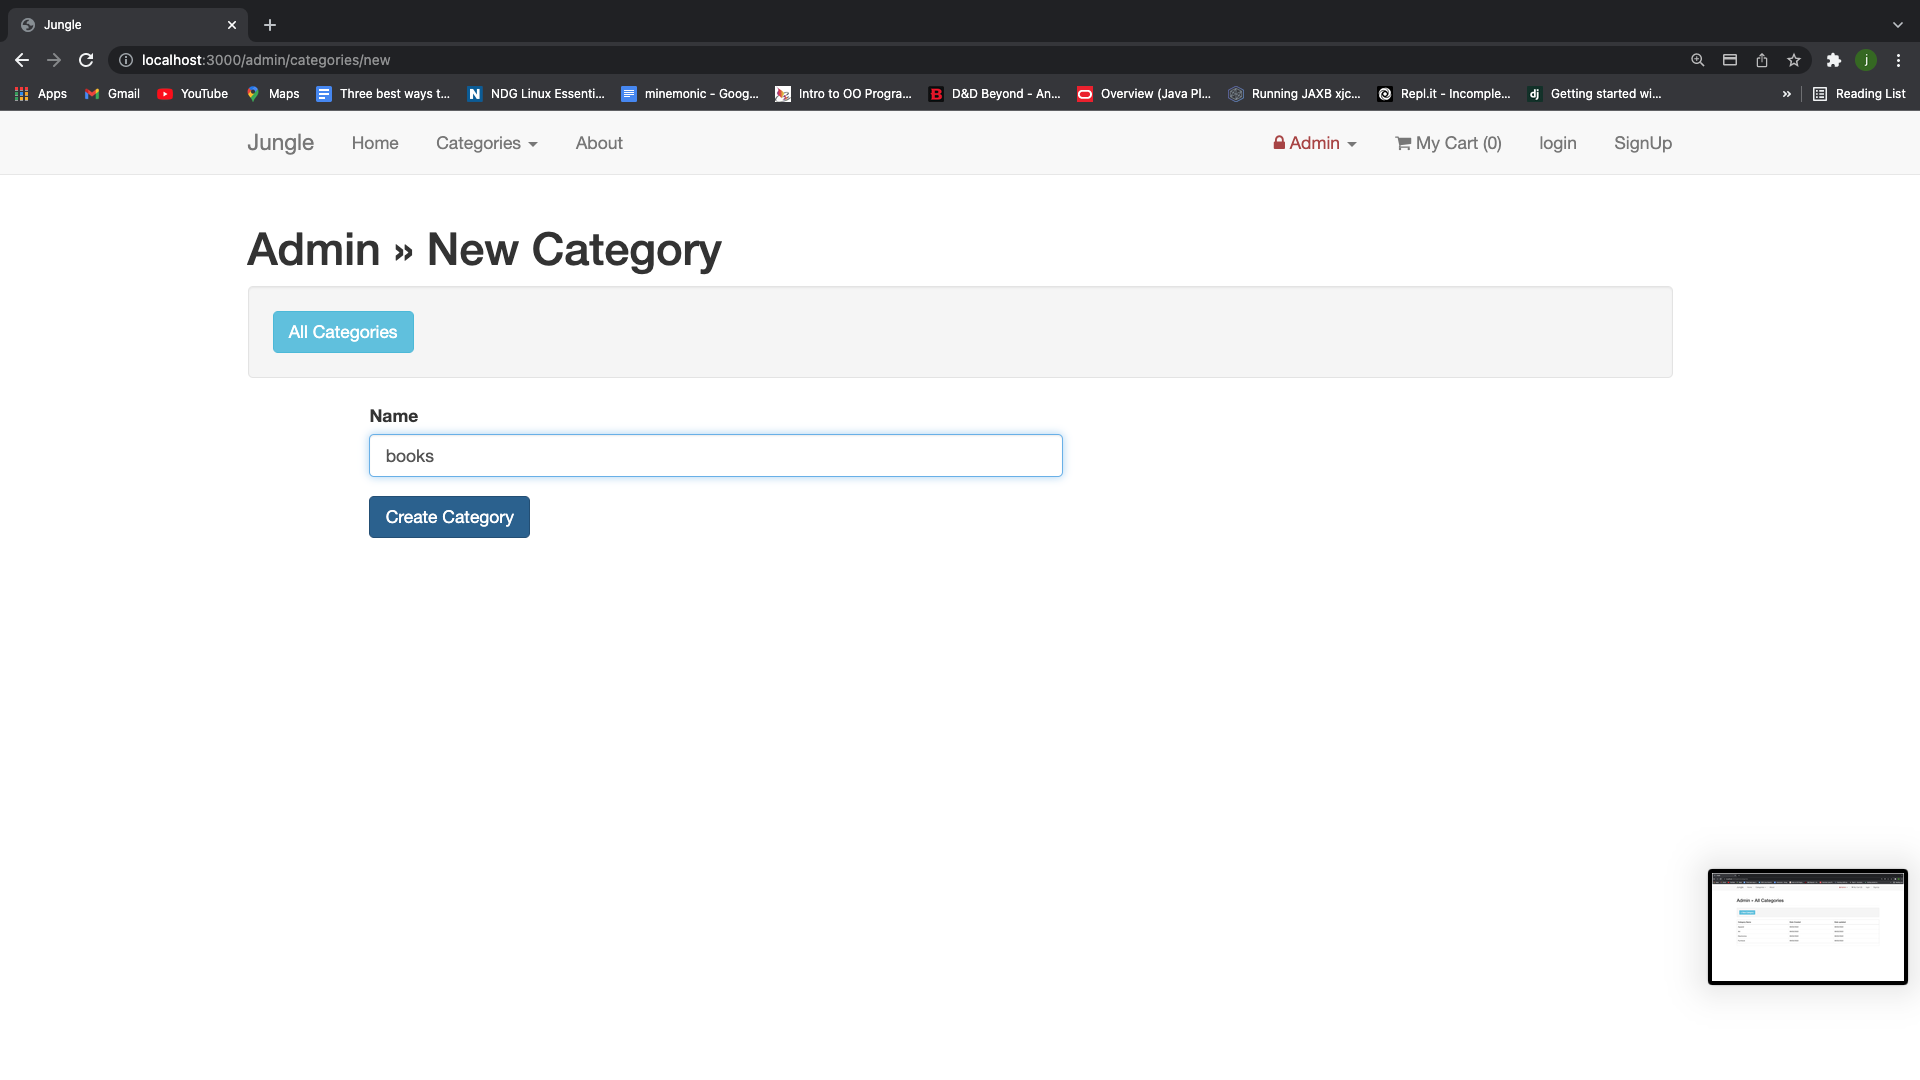 Jungle
localhost:3000/admin/categories/new
Apps Gmail YouTube Maps Three best ways t... NDG Linux Essenti... minemonic - Goog... Intro to OO Progra... D&D Beyond - An... Overview (Java Pl... Running JAXB xjc... Repl.it - Incomple... Getting started wi... » Reading List
Jungle Home Categories About Admin My Cart (0) login SignUp
Admin » New Category
All Categories
Name
books
Create Category
Admin » All Categories